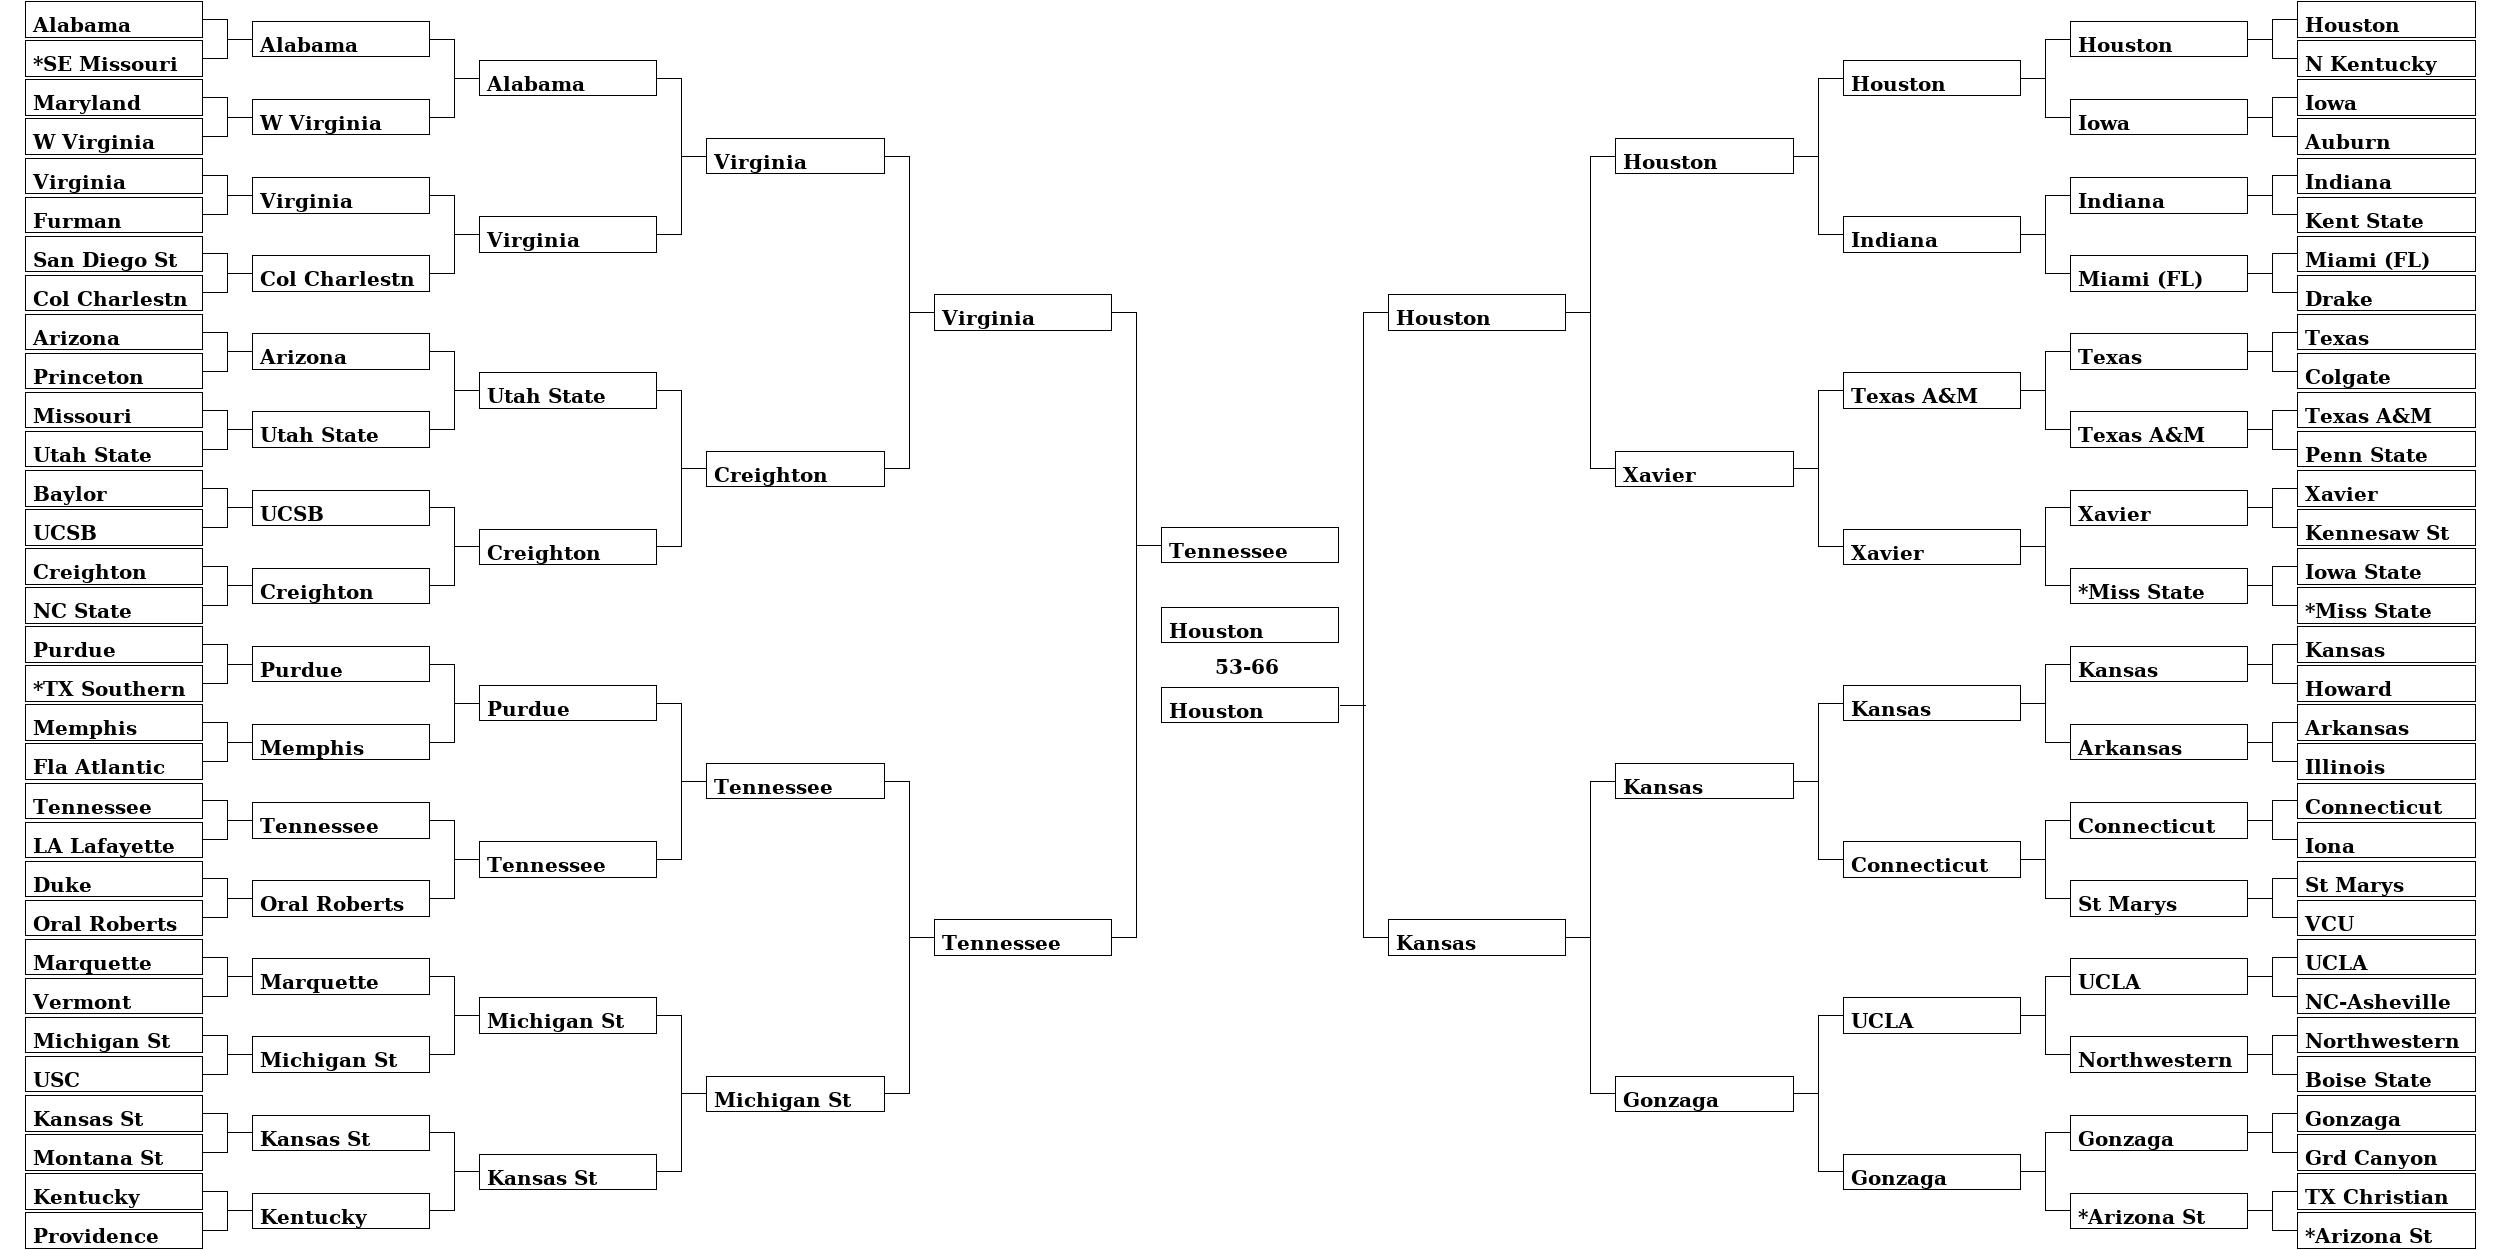 Alabama
*SE Missouri
Maryland
W Virginia
Virginia
Furman
San Diego St
Col Charlestn
Arizona
Princeton
Missouri
Utah State
Baylor
UCSB
Creighton
NC State
Purdue
*TX Southern
Memphis
Fla Atlantic
Tennessee
LA Lafayette
Duke
Oral Roberts
Marquette
Vermont
Michigan St
USC
Kansas St
Montana St
Kentucky
Providence
Alabama
W Virginia
Virginia
Col Charlestn
Arizona
Utah State
UCSB
Creighton
Purdue
Memphis
Tennessee
Oral Roberts
Marquette
Michigan St
Kansas St
Kentucky
Alabama
Virginia
Utah State
Creighton
Purdue
Tennessee
Michigan St
Kansas St
Virginia
Creighton
Tennessee
Michigan St
Virginia
Tennessee
Tennessee
Houston
53-66
Houston
Houston
Kansas
Houston
Xavier
Kansas
Gonzaga
Houston
Indiana
Texas A&M
Xavier
Kansas
Connecticut
UCLA
Gonzaga
Houston
Iowa
Indiana
Miami (FL)
Texas
Texas A&M
Xavier
*Miss State
Kansas
Arkansas
Connecticut
St Marys
UCLA
Northwestern
Gonzaga
*Arizona St
Houston
N Kentucky
Iowa
Auburn
Indiana
Kent State
Miami (FL)
Drake
Texas
Colgate
Texas A&M
Penn State
Xavier
Kennesaw St
Iowa State
*Miss State
Kansas
Howard
Arkansas
Illinois
Connecticut
Iona
St Marys
VCU
UCLA
NC-Asheville
Northwestern
Boise State
Gonzaga
Grd Canyon
TX Christian
*Arizona St